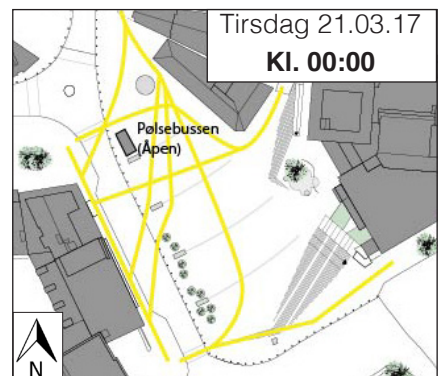 Tirsdag 21.03.17
Kl. 00:00
Pølsebussen
(Åpen)
N